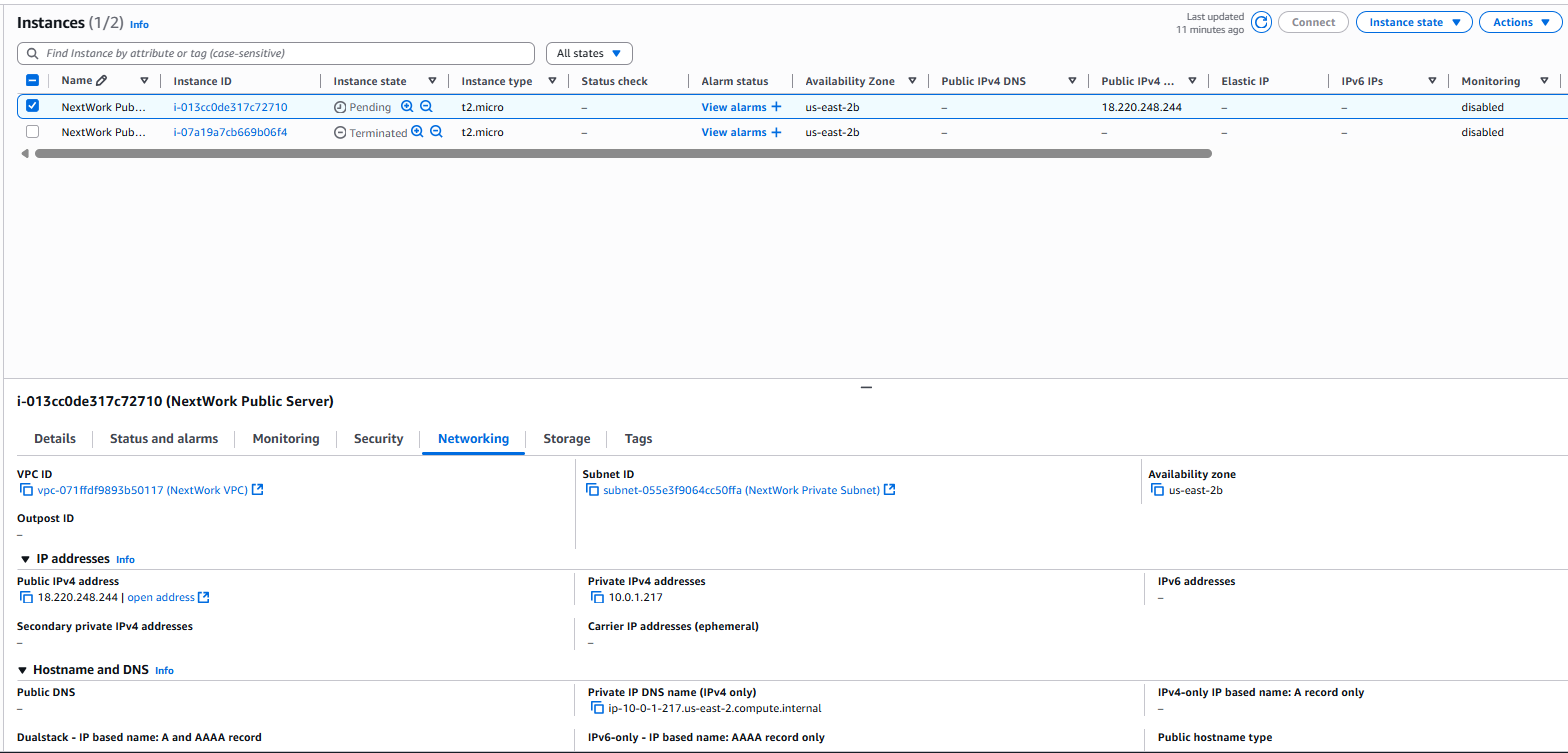 Instances (1/2) Info
Last updated
11 minutes ago
Connect
Instance state
Actions
Find Instance by attribute or tag (case-sensitive)
All states
Name Instance ID Instance state Instance type Status check Alarm status Availability Zone Public IPv4 DNS Public IPv4 ... Elastic IP IPv6 IPs Monitoring
NextWork Pub... i-013cc0de317c72710 Pending t2.micro – View alarms + us-east-2b – 18.220.248.244 – – disabled
NextWork Pub... i-07a19a7cb669b06f4 Terminated t2.micro – View alarms + us-east-2b – – – – disabled
i-013cc0de317c72710 (NextWork Public Server)
Details Status and alarms Monitoring Security Networking Storage Tags
VPC ID Subnet ID Availability zone
vpc-071ffdf9893b50117 (NextWork VPC) subnet-055e3f9064cc50ffa (NextWork Private Subnet) us-east-2b
Outpost ID
–
IP addresses Info
Public IPv4 address Private IPv4 addresses IPv6 addresses
18.220.248.244 | open address 10.0.1.217 –
Secondary private IPv4 addresses Carrier IP addresses (ephemeral)
– –
Hostname and DNS Info
Public DNS Private IP DNS name (IPv4 only) IPv4-only IP based name: A record only
– ip-10-0-1-217.us-east-2.compute.internal –
Dualstack - IP based name: A and AAAA record IPv6-only - IP based name: AAAA record only Public hostname type